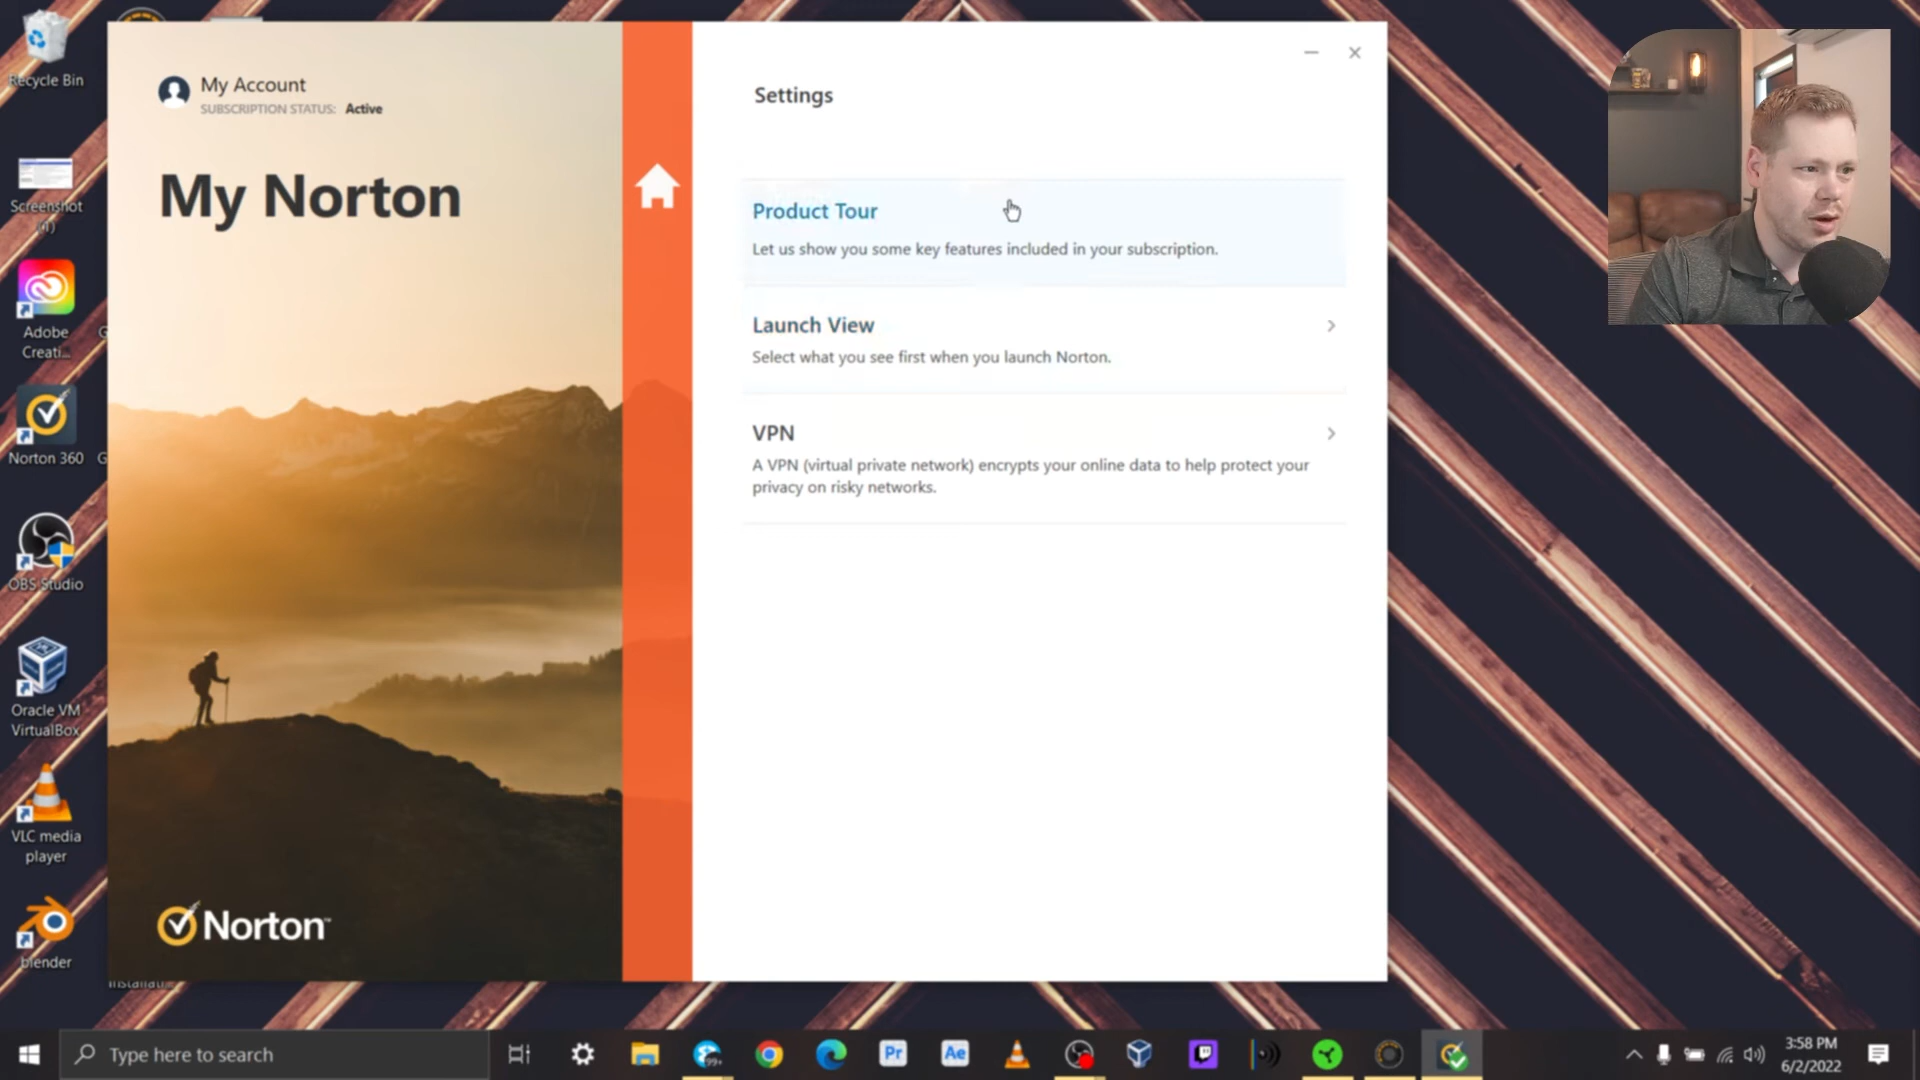 Recycle Bin
Screenshot
(1)
Adobe
Creati...
Norton 360
OBS Studio
Oracle VM
VirtualBox
VLC media
player
blender
G
G
My Account
SUBSCRIPTION STATUS: Active
My Norton
Norton
Settings
Product Tour
Let us show you some key features included in your subscription.
Launch View
Select what you see first when you launch Norton.
VPN
A VPN (virtual private network) encrypts your online data to help protect your
privacy on risky networks.
Type here to search
99+
Pr
Ae
3:58 PM
6/2/2022